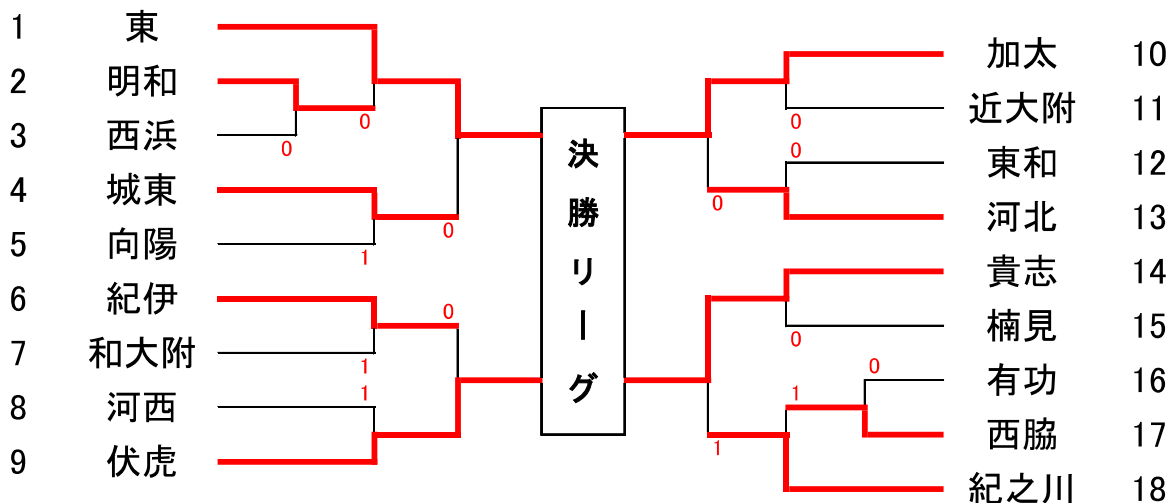 1 東
2 明和
0
3 西浜
0
4 城東
0
5 向陽
1
6 紀伊
0
7 和大附
1
8 河西
1
9 伏虎
決勝リーグ
加太 10
近大附 11
0
東和 12
0
河北 13
0
貴志 14
楠見 15
0
有功 16
0
西脇 17
1
紀之川 18
1